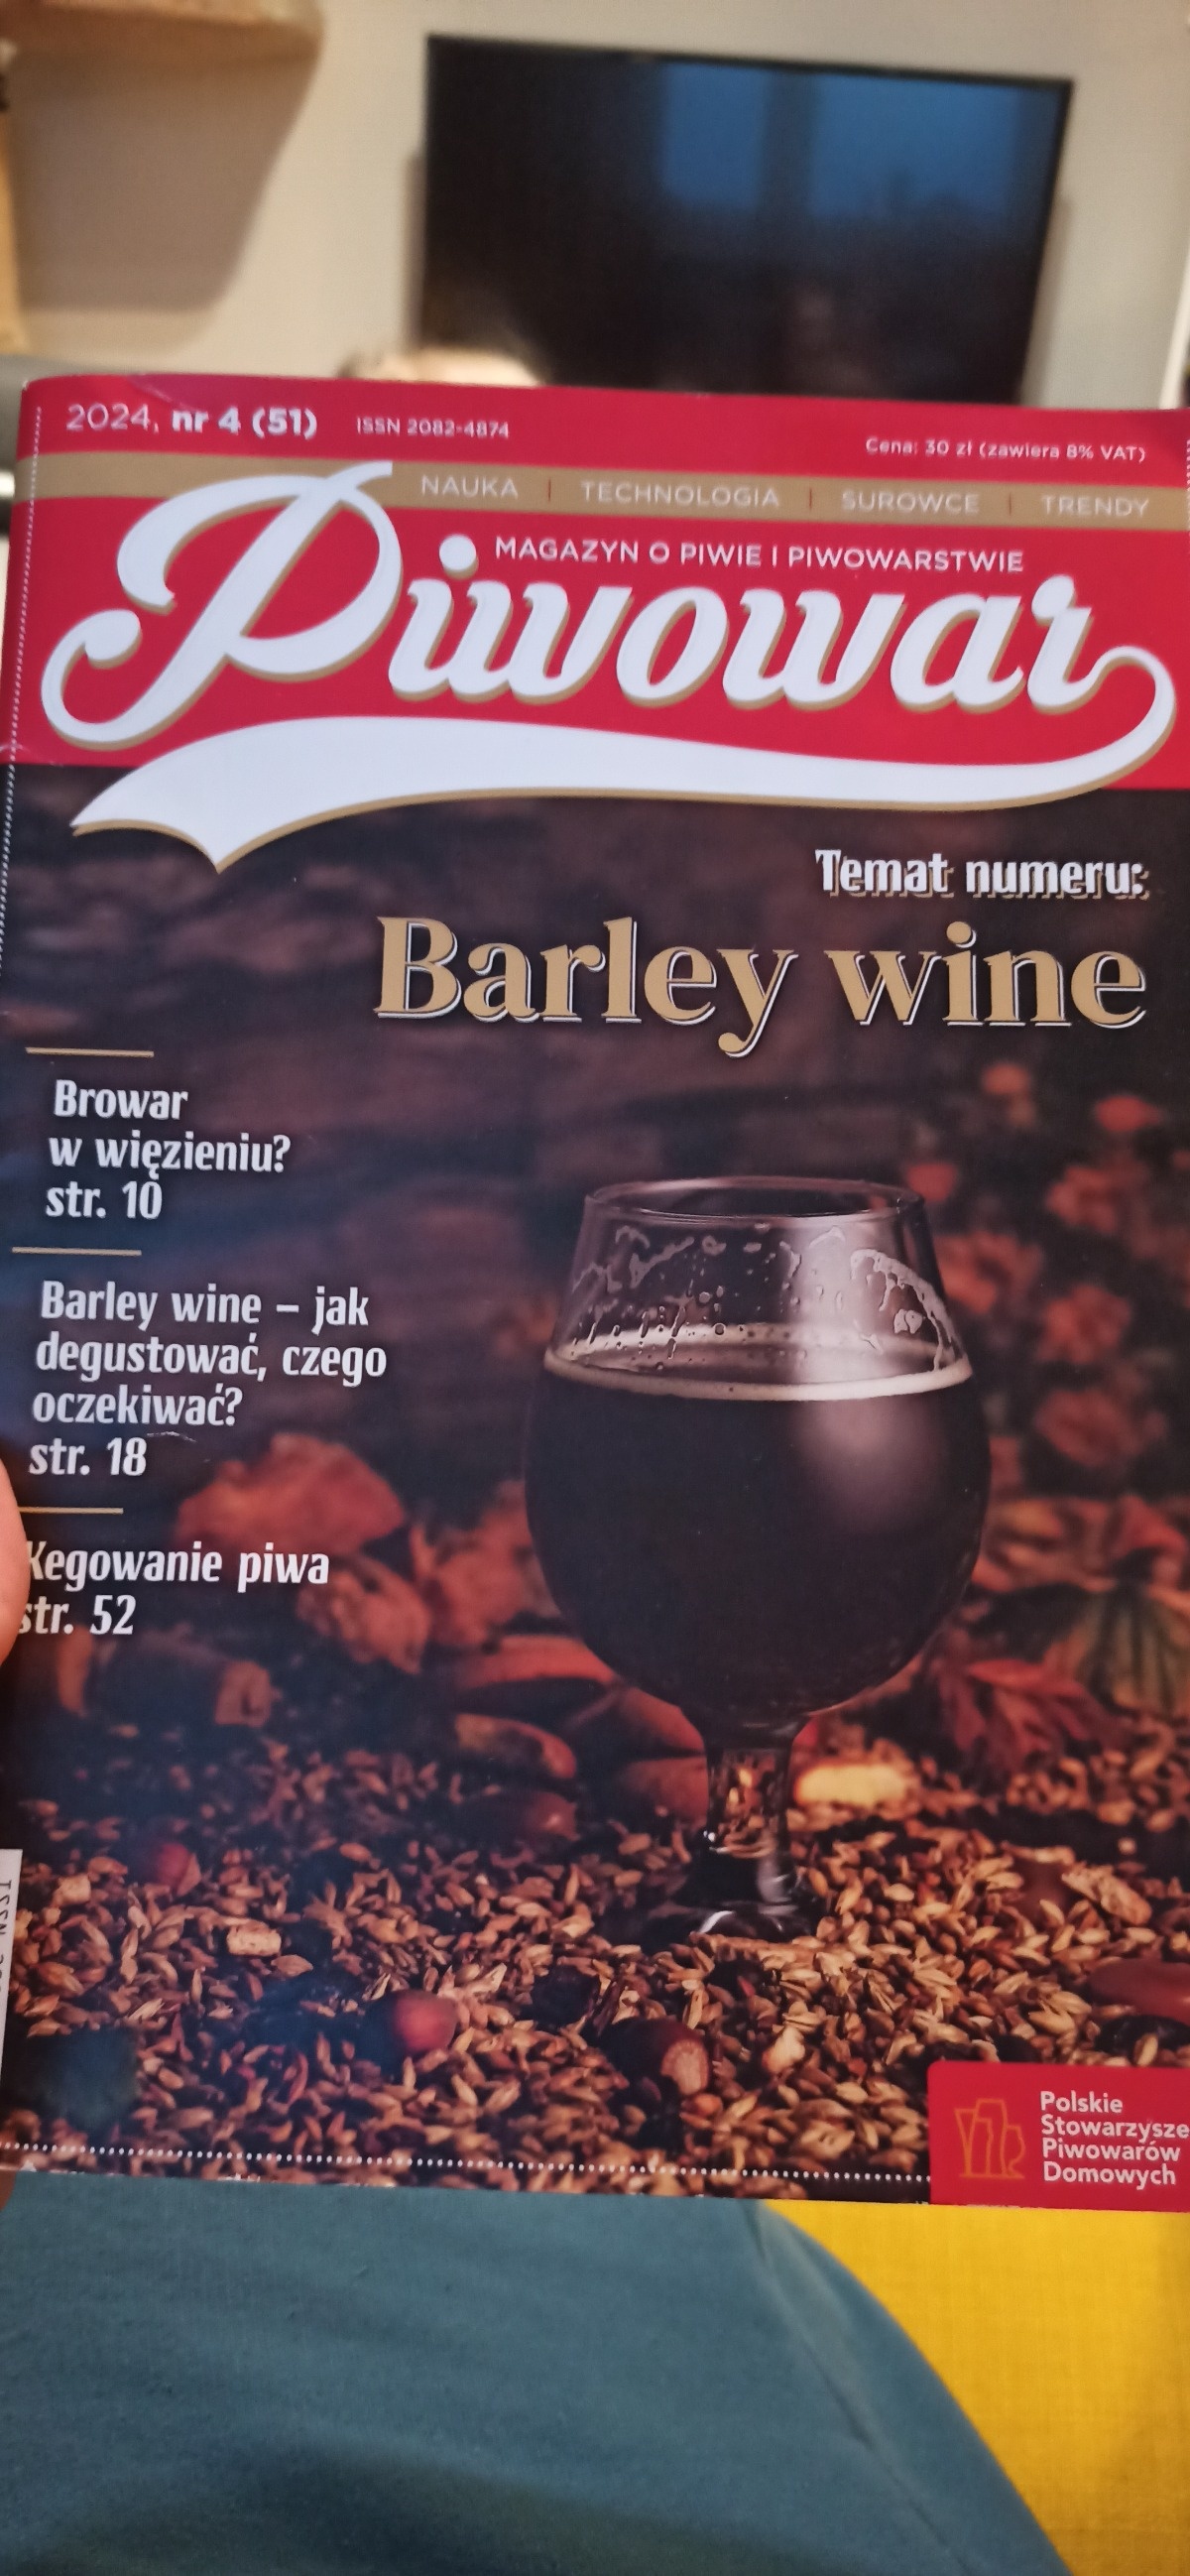 2024, nr 4 (51) ISSN 2082-4874
Cena: 30 zł (zawiera 8% VAT)
NAUKA | TECHNOLOGIA | SUROWCE | TRENDY
MAGAZYN O PIWIE I PIWOWARSTWIE
Piwowar
Temat numeru:
Barley wine
Browar
w więzieniu?
str. 10
Barley wine – jak
degustować, czego
oczekiwać?
str. 18
Kegowanie piwa
str. 52
Polskie
Stowarzysze
Piwowarów
Domowych